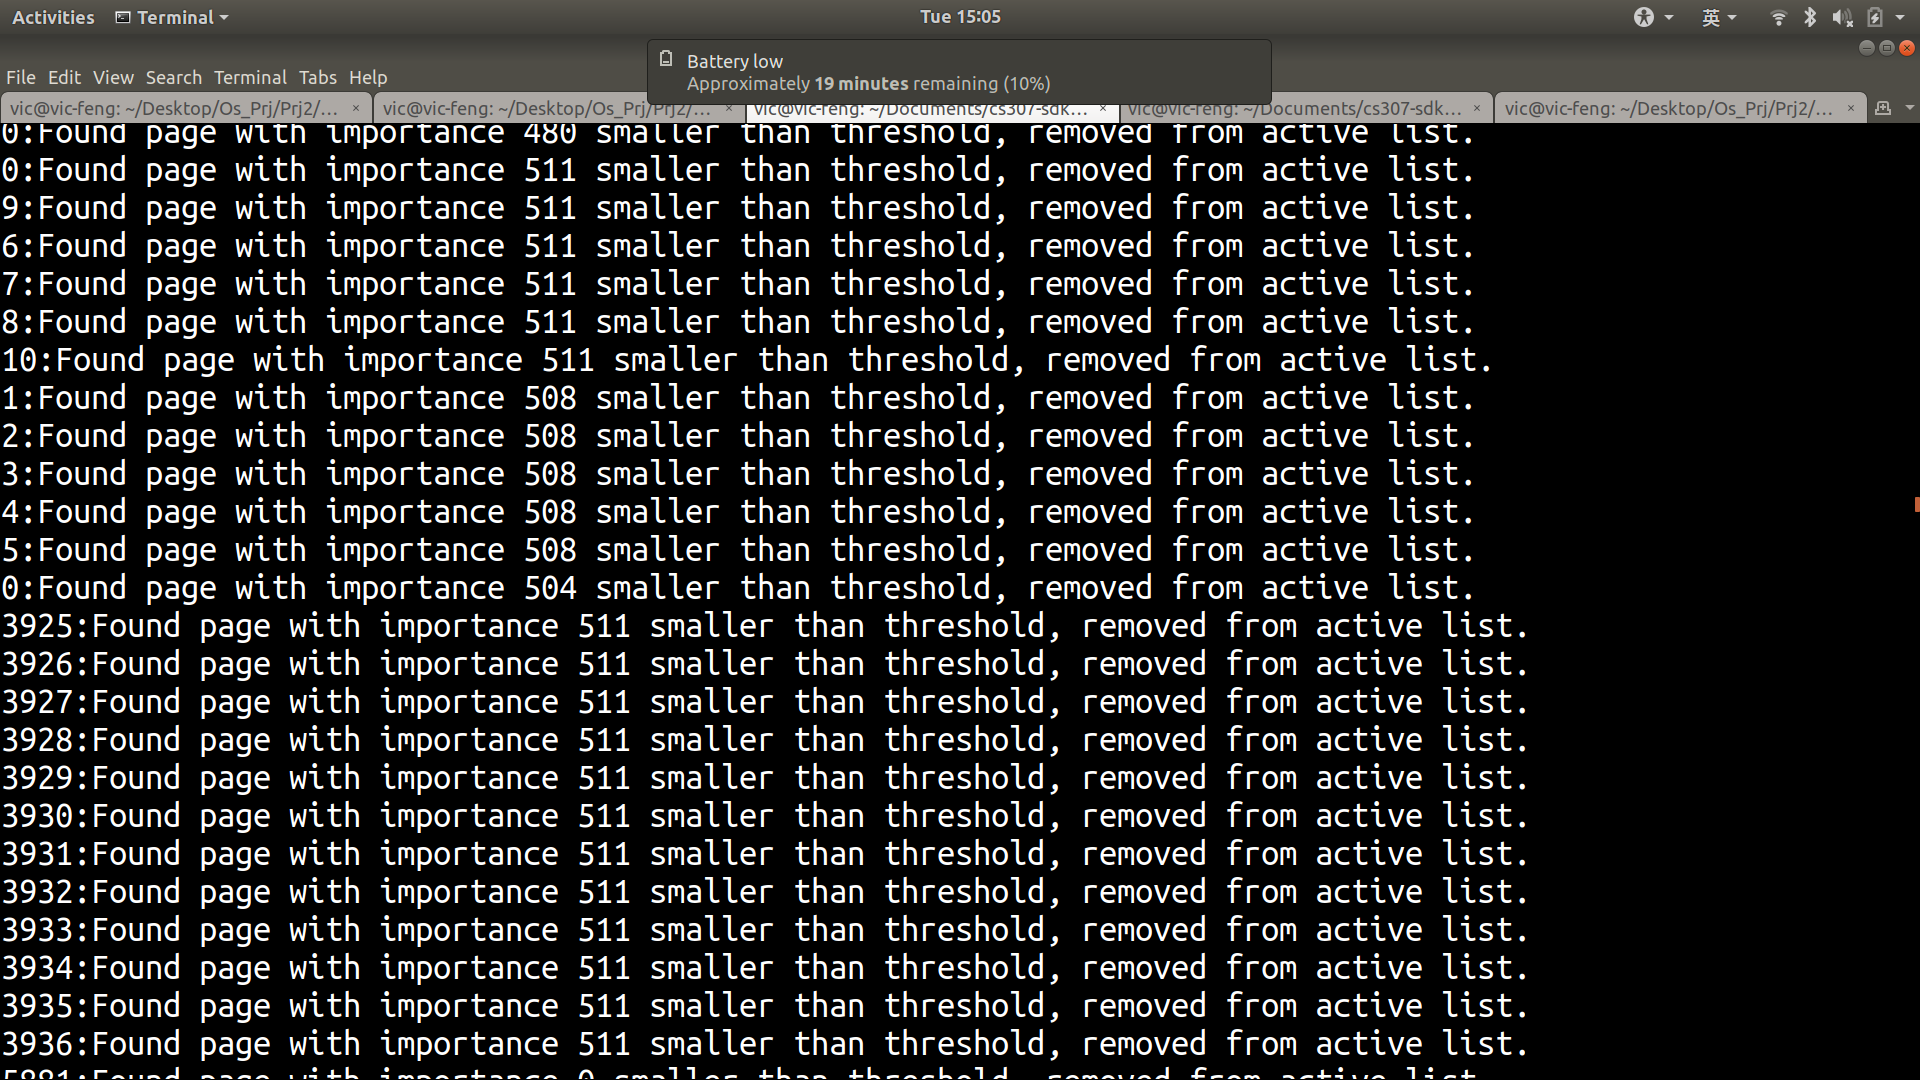 Activities Terminal Tue 15:05 英
Battery low
Approximately 19 minutes remaining (10%)
File Edit View Search Terminal Tabs Help
vic@vic-feng: ~/Desktop/Os_Prj/Prj2/... × vic@vic-feng: ~/Desktop/Os_Prj/Prj2/... × vic@vic-feng: ~/Documents/cs307-sdk... × vic@vic-feng: ~/Documents/cs307-sdk... × vic@vic-feng: ~/Desktop/Os_Prj/Prj2/... ×
0:Found page with importance 480 smaller than threshold, removed from active list.
0:Found page with importance 511 smaller than threshold, removed from active list.
9:Found page with importance 511 smaller than threshold, removed from active list.
6:Found page with importance 511 smaller than threshold, removed from active list.
7:Found page with importance 511 smaller than threshold, removed from active list.
8:Found page with importance 511 smaller than threshold, removed from active list.
10:Found page with importance 511 smaller than threshold, removed from active list.
1:Found page with importance 508 smaller than threshold, removed from active list.
2:Found page with importance 508 smaller than threshold, removed from active list.
3:Found page with importance 508 smaller than threshold, removed from active list.
4:Found page with importance 508 smaller than threshold, removed from active list.
5:Found page with importance 508 smaller than threshold, removed from active list.
0:Found page with importance 504 smaller than threshold, removed from active list.
3925:Found page with importance 511 smaller than threshold, removed from active list.
3926:Found page with importance 511 smaller than threshold, removed from active list.
3927:Found page with importance 511 smaller than threshold, removed from active list.
3928:Found page with importance 511 smaller than threshold, removed from active list.
3929:Found page with importance 511 smaller than threshold, removed from active list.
3930:Found page with importance 511 smaller than threshold, removed from active list.
3931:Found page with importance 511 smaller than threshold, removed from active list.
3932:Found page with importance 511 smaller than threshold, removed from active list.
3933:Found page with importance 511 smaller than threshold, removed from active list.
3934:Found page with importance 511 smaller than threshold, removed from active list.
3935:Found page with importance 511 smaller than threshold, removed from active list.
3936:Found page with importance 511 smaller than threshold, removed from active list.
5881:Found page with importance 0 smaller than threshold, removed from active list.